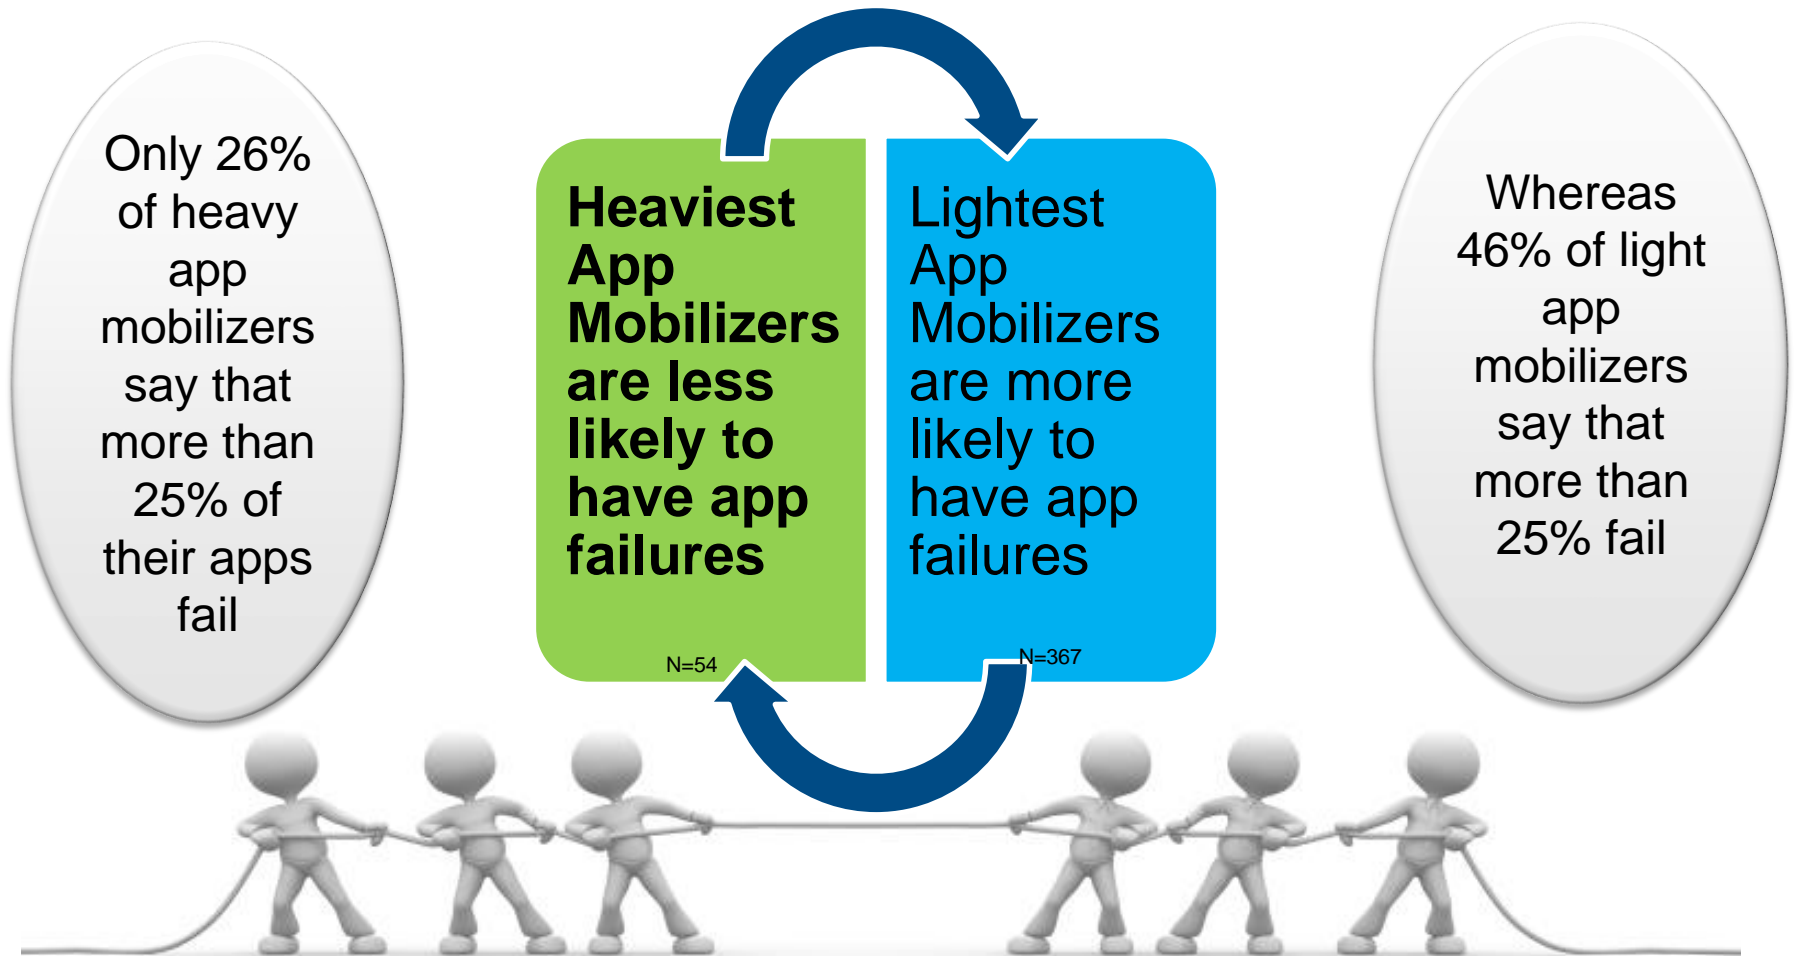 Only 26%
of heavy
app
mobilizers
say that
more than
25% of
their apps
fail
Heaviest
App
Mobilizers
are less
likely to
have app
failures
N=54
Lightest
App
Mobilizers
are more
likely to
have app
failures
N=367
Whereas
46% of light
app
mobilizers
say that
more than
25% fail